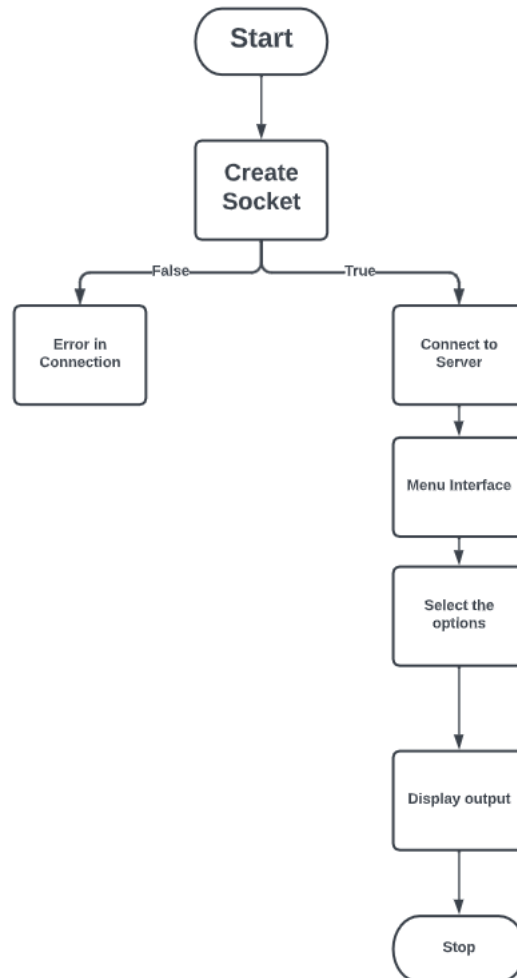 Start
Create
Socket
False
True
Error in
Connection
Connect to
Server
Menu Interface
Select the
options
Display output
Stop